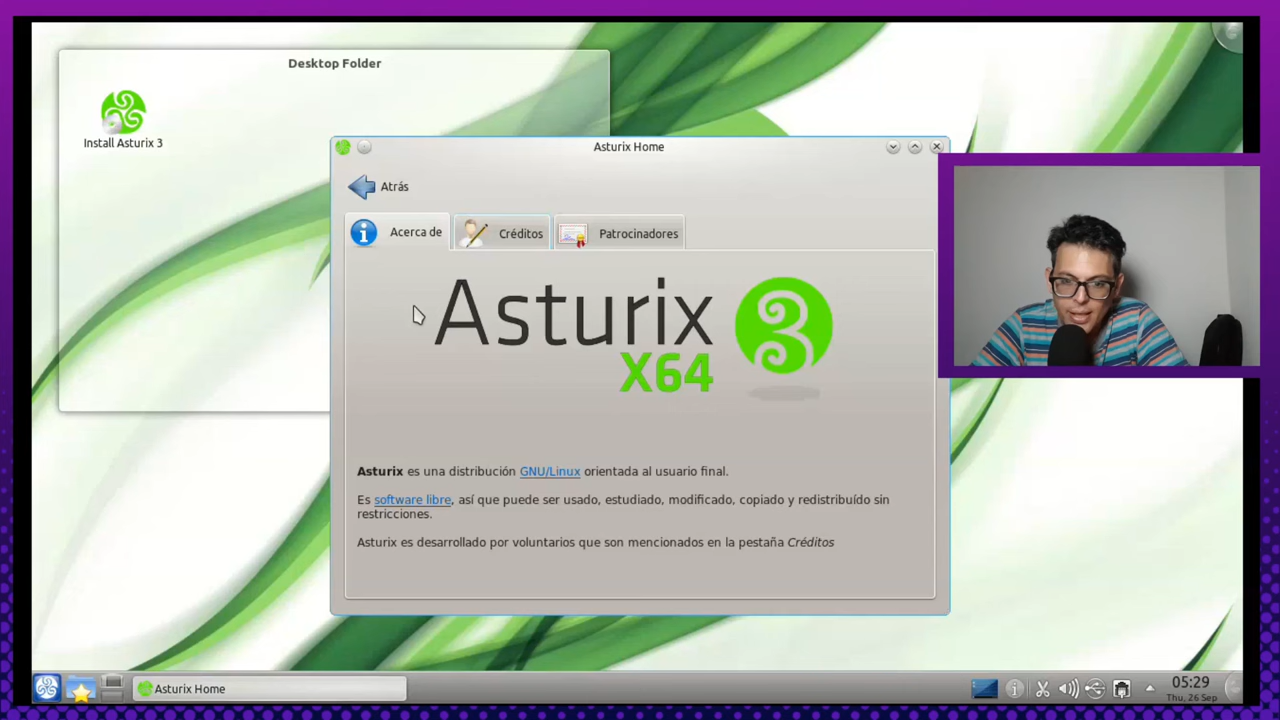 Desktop Folder
Install Asturix 3
Asturix Home
Atrás
Acerca de
Créditos
Patrocinadores
Asturix 3
X64
Asturix es una distribución GNU/Linux orientada al usuario final.
Es software libre, así que puede ser usado, estudiado, modificado, copiado y redistribuído sin
restricciones.
Asturix es desarrollado por voluntarios que son mencionados en la pestaña Créditos
Asturix Home
05:29
Thu, 26 Sep